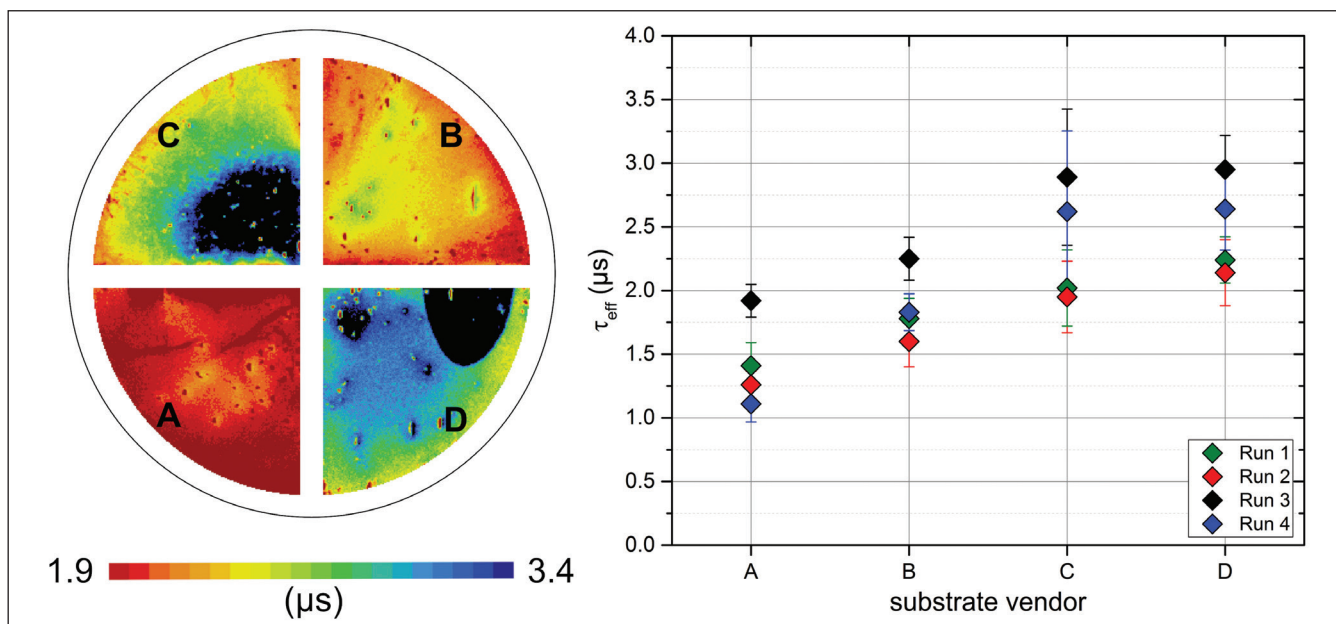 C
B
A
D
1.9
3.4
(µs)
4.0
3.5
3.0
2.5
2.0
1.5
1.0
0.5
0.0
τeff (µs)
A
B
C
D
substrate vendor
Run 1
Run 2
Run 3
Run 4